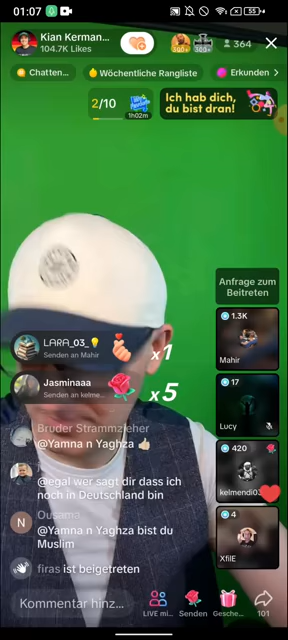 01:07
55
Kian Kerman...
104.7K Likes
364
Chatten...
Wöchentliche Rangliste
Erkunden
2/10
1h02m
Ich hab dich,
du bist dran!
Anfrage zum
Beitreten
1.3K
Mahir
17
Lucy
420
XfilE
4
LARA_03_
Senden an Mahir
x1
Jasminaaa
Senden an kelme...
x5
Bruder Strammzieher
@Yamna n Yaghza 👍🏻
@egal wer sagt dir dass ich
noch in Deutschland bin
N
Ousama
@Yamna n Yaghza bist du
Muslim
firas ist beigetreten
Kommentar hinz...
LIVE mi...
Senden
Gesche...
101